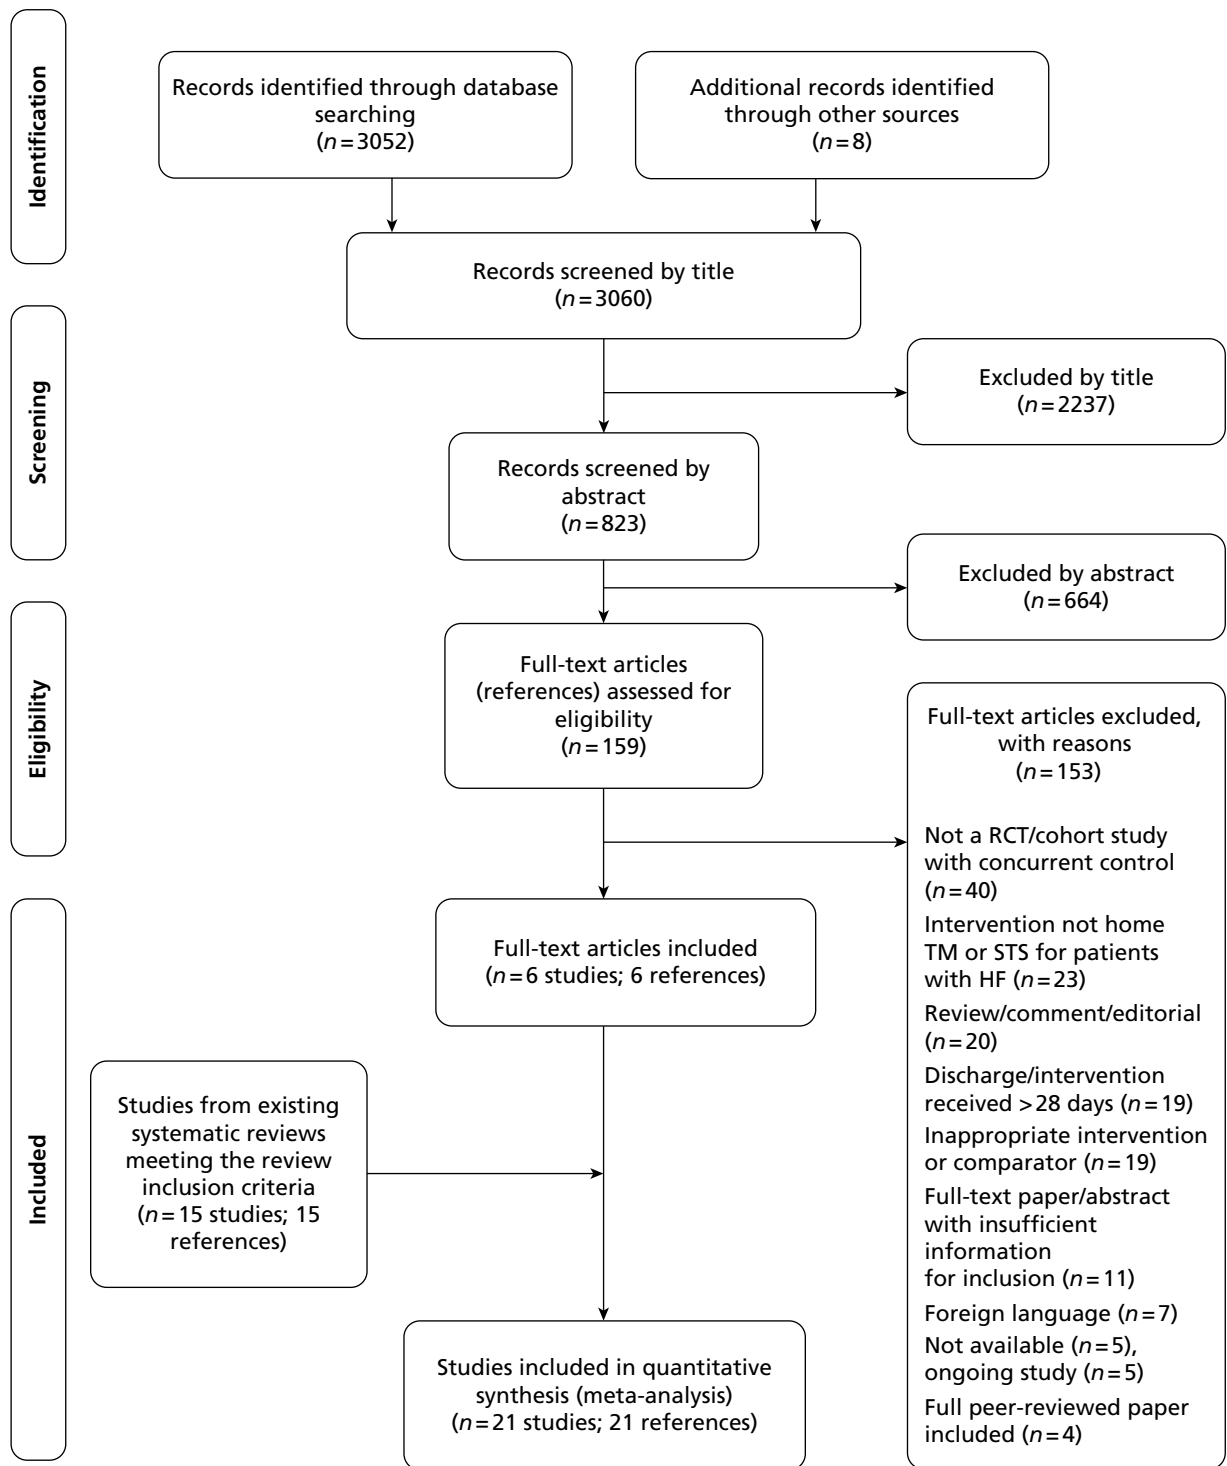 Identification
Records identified through database
searching
(n=3052)
Additional records identified
through other sources
(n=8)
Records screened by title
(n=3060)
Screening
Excluded by title
(n=2237)
Records screened by
abstract
(n=823)
Excluded by abstract
(n=664)
Eligibility
Full-text articles
(references) assessed for
eligibility
(n=159)
Full-text articles excluded,
with reasons
(n=153)
Not a RCT/cohort study
with concurrent control
(n=40)
Intervention not home
TM or STS for patients
with HF (n=23)
Review/comment/editorial
(n=20)
Discharge/intervention
received >28 days (n=19)
Inappropriate intervention
or comparator (n=19)
Full-text paper/abstract
with insufficient
information
for inclusion (n=11)
Foreign language (n=7)
Not available (n=5),
ongoing study (n=5)
Full peer-reviewed paper
included (n=4)
Included
Full-text articles included
(n=6 studies; 6 references)
Studies from existing
systematic reviews
meeting the review
inclusion criteria
(n=15 studies; 15
references)
Studies included in quantitative
synthesis (meta-analysis)
(n=21 studies; 21 references)